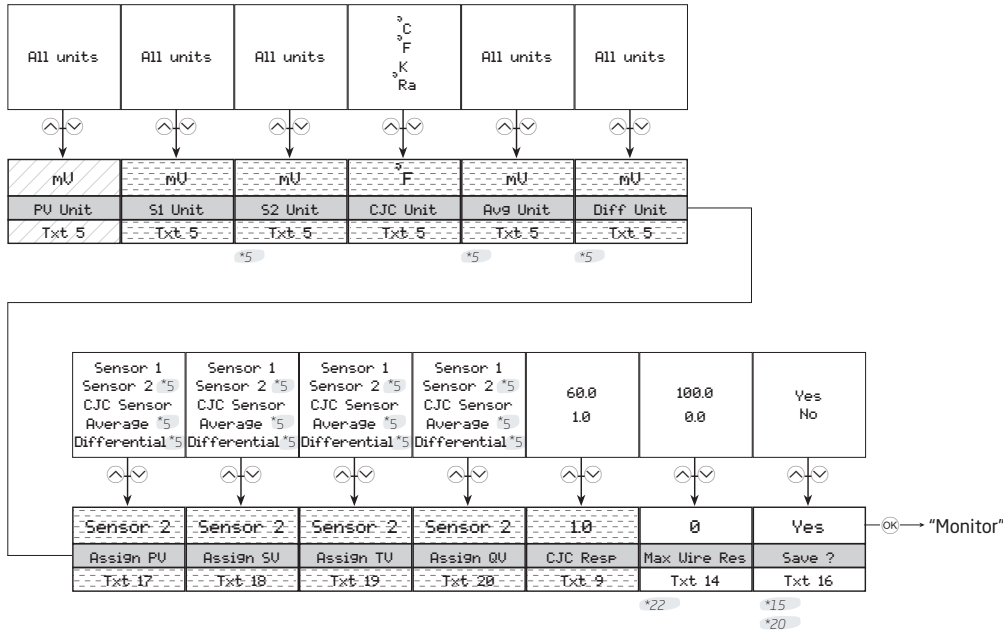 All units All units All units °C All units All units
°F
K
°Ra
mV mV mV °F mV mV
PV Unit S1 Unit S2 Unit CJC Unit Avg Unit Diff Unit
Txt 5 Txt 5 Txt 5 Txt 5 Txt 5 Txt 5
*5 *5 *5
Sensor 1 Sensor 1 Sensor 1 Sensor 1
Sensor 2 *5 Sensor 2 *5 Sensor 2 *5 Sensor 2 *5 60.0 100.0 Yes
CJC Sensor CJC Sensor CJC Sensor CJC Sensor 1.0 0.0 No
Average *5 Average *5 Average *5 Average *5
Differential *5 Differential *5 Differential *5 Differential *5
Sensor 2 Sensor 2 Sensor 2 Sensor 2 1.0 0 Yes OK "Monitor"
Assign PV Assign SV Assign TV Assign QV CJC Resp Max Wire Res Save ?
Txt 17 Txt 18 Txt 19 Txt 20 Txt 9 Txt 14 Txt 16
*22 *15
*20